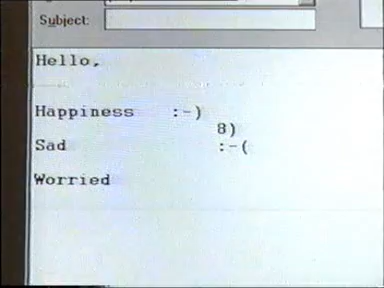 Subject:
Hello,
Happiness :-)
8)
Sad :-(
Worried